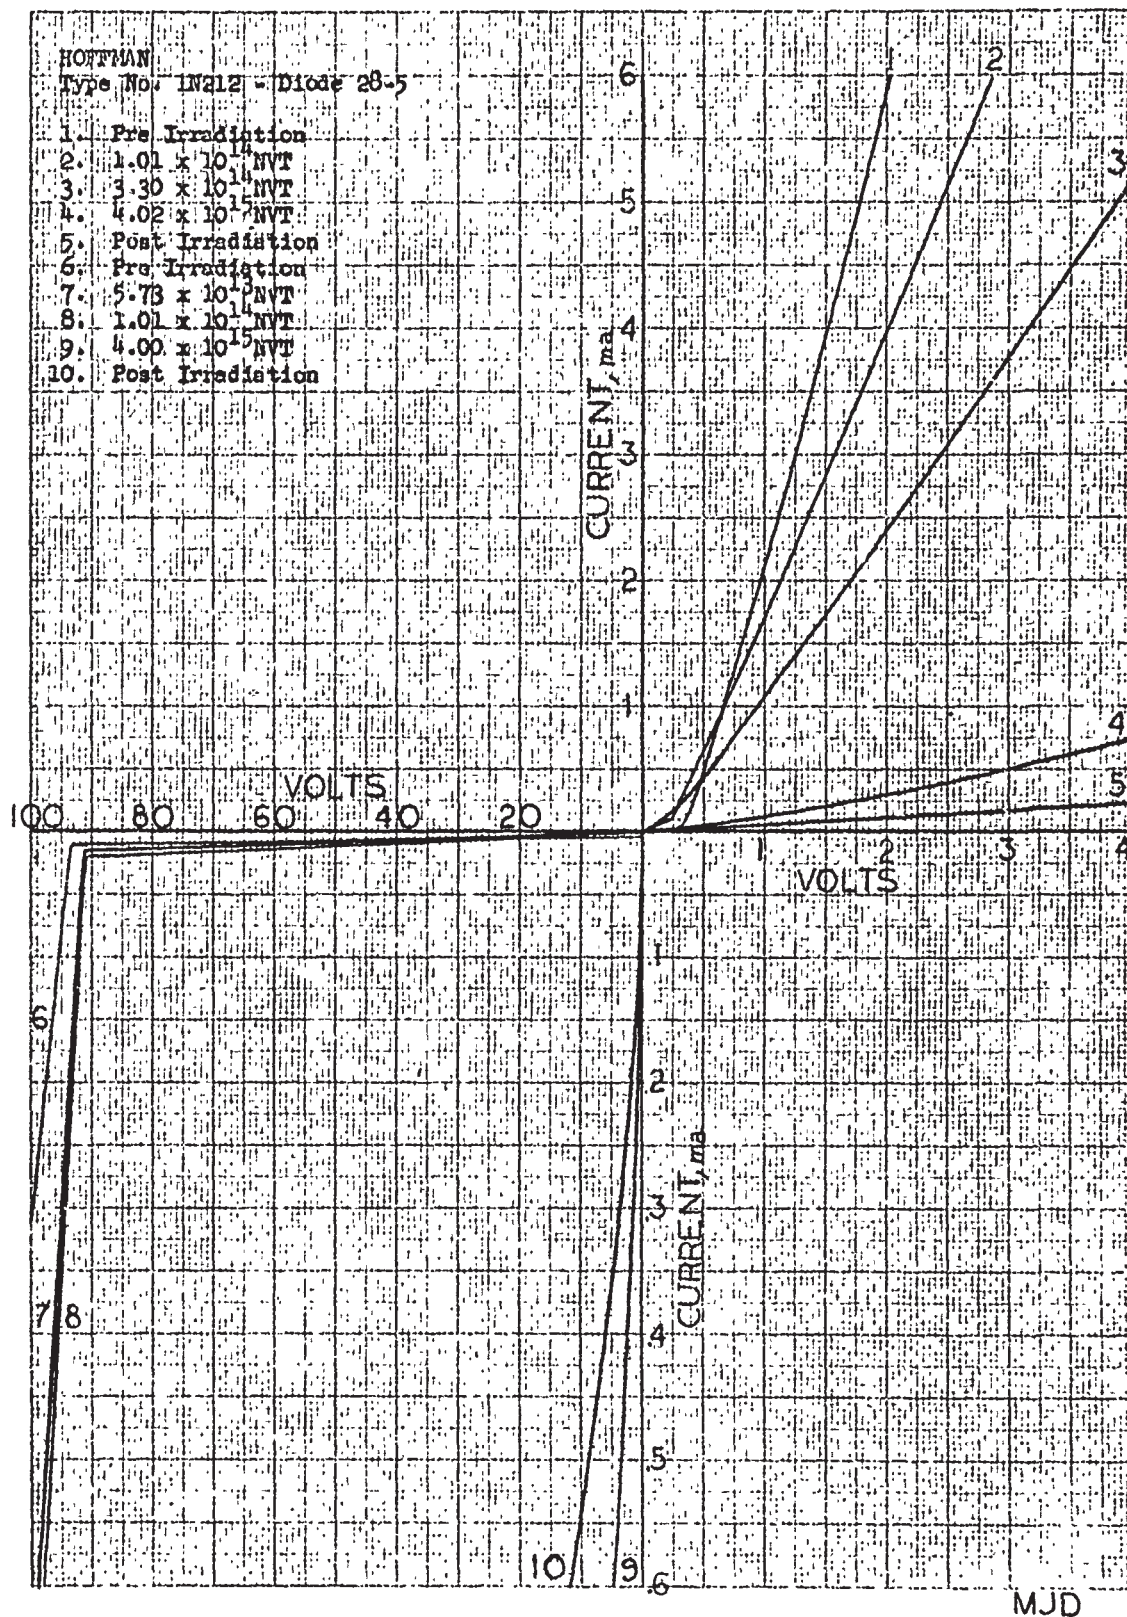 HOFFMAN
Type No. 1N212 - Diode 28-5
1. Pre Irradiation
2. 1.01 x 10^14 NVT
3. 3.30 x 10^14 NVT
4. 4.02 x 10^15 NVT
5. Post Irradiation
6. Pre Irradiation
7. 5.73 x 10^13 NVT
8. 1.01 x 10^14 NVT
9. 4.00 x 10^15 NVT
10. Post Irradiation
1 2
6
3
5
4
CURRENT, ma
3
2
1
4
5
VOLTS
100 80 60 40 20
1 2 3 4
VOLTS
.1
6
.2
CURRENT, ma
.3
7 8
.4
.5
10 9 .6
MJD